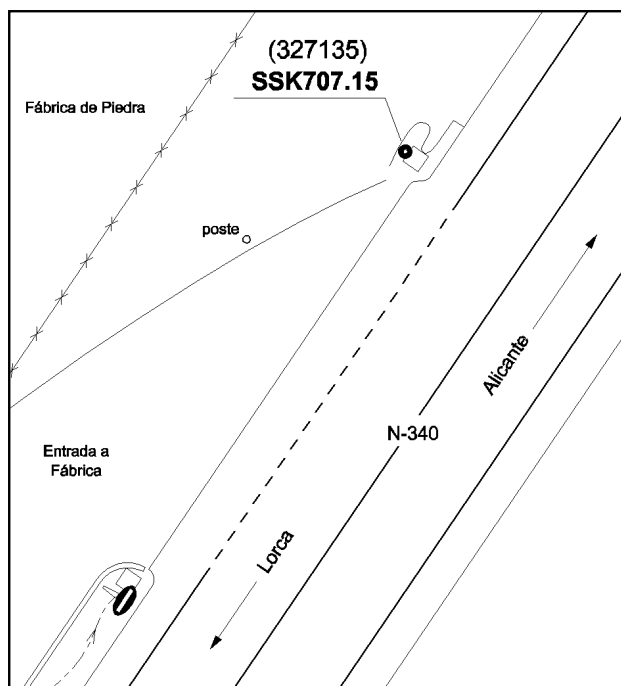 (327135)
SSK707.15
Fábrica de Piedra
poste
Alicante
N-340
Entrada a
Fábrica
Lorca